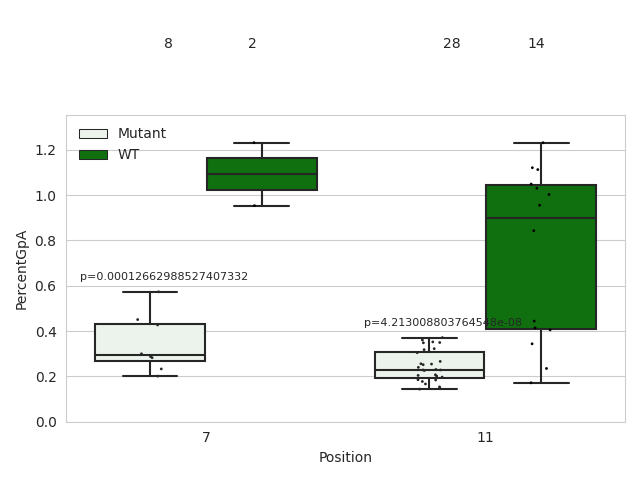 8 2 28 14
Mutant
WT
1.2
1.0
0.8
0.6
0.4
0.2
0.0
PercentGpA
p=0.00012662988527407332
p=4.213008803764548e-08
7 11
Position